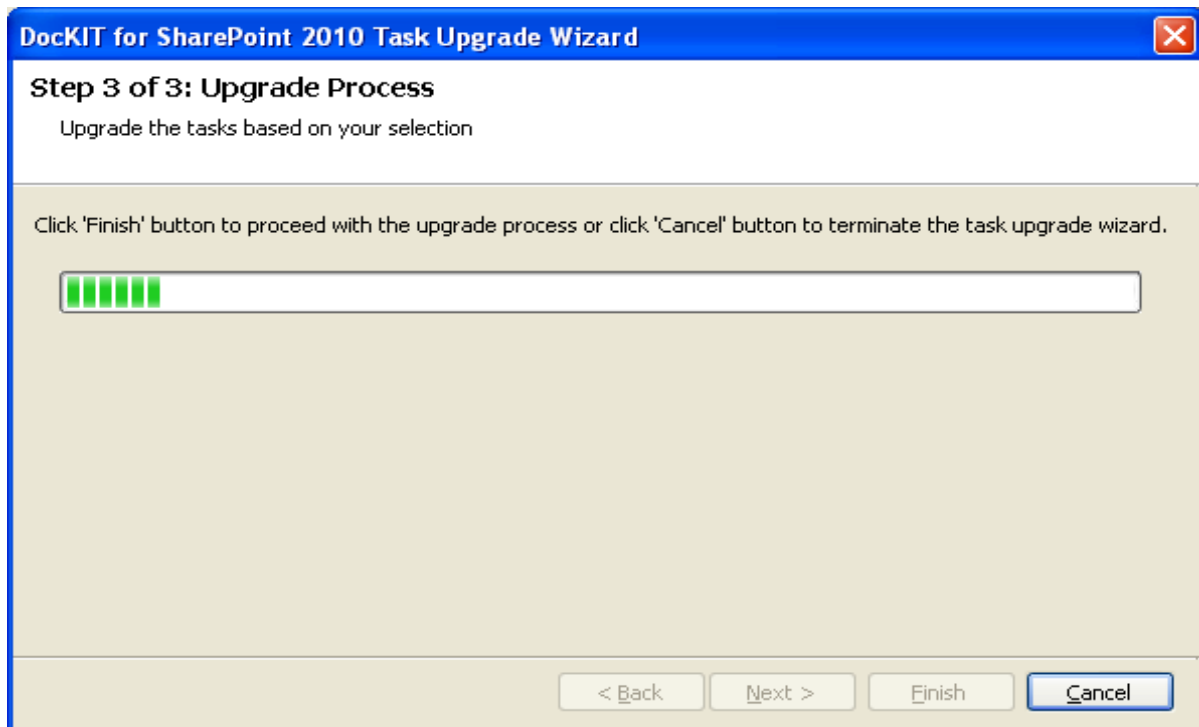 DocKIT for SharePoint 2010 Task Upgrade Wizard
Step 3 of 3: Upgrade Process
Upgrade the tasks based on your selection
Click 'Finish' button to proceed with the upgrade process or click 'Cancel' button to terminate the task upgrade wizard.
< Back Next > Finish Cancel